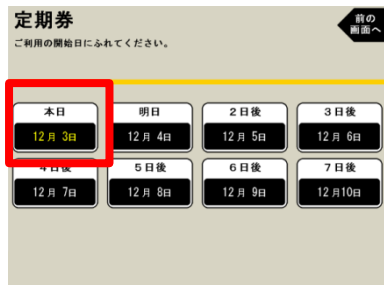 定期券
ご利用の開始日にふれてください。
前の
画面へ
本日 明日 2日後 3日後
12月 3日 12月 4日 12月 5日 12月 6日
4日後 5日後 6日後 7日後
12月 7日 12月 8日 12月 9日 12月10日